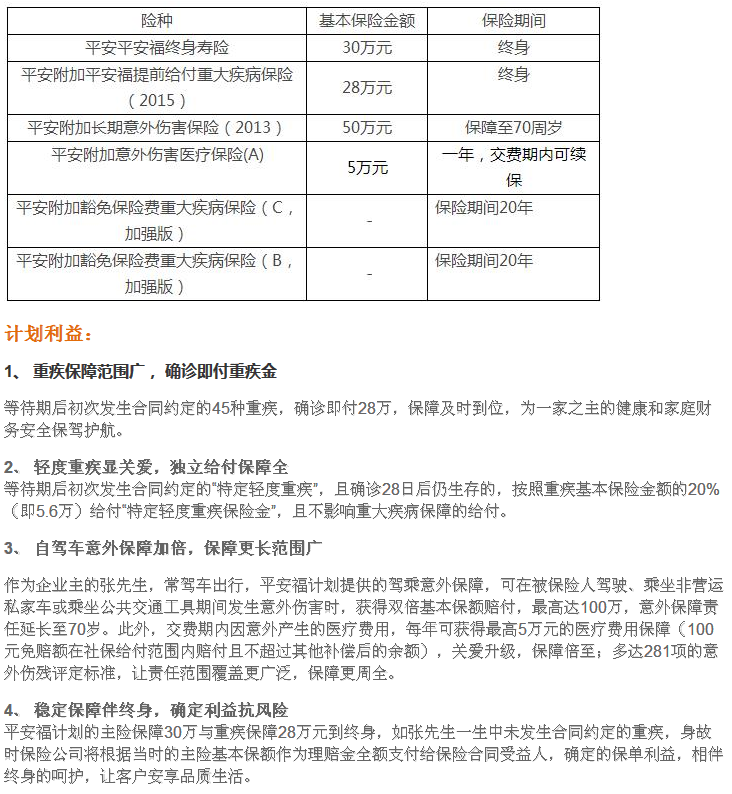 险种 基本保险金额 保险期间
平安平安福终身寿险 30万元 终身
平安附加平安福提前给付重大疾病保险
（2015） 28万元 终身
平安附加长期意外伤害保险（2013） 50万元 保障至70周岁
平安附加意外伤害医疗保险(A) 5万元 一年，交费期内可续
保
平安附加豁免保险费重大疾病保险（C，
加强版） - 保险期间20年
平安附加豁免保险费重大疾病保险（B，
加强版） - 保险期间20年
计划利益：
1、 重疾保障范围广 ，确诊即付重疾金
等待期后初次发生合同约定的45种重疾，确诊即付28万，保障及时到位，为一家之主的健康和家庭财
务安全保驾护航。
2、 轻度重疾显关爱，独立给付保障全
等待期后初次发生合同约定的“特定轻度重疾”，且确诊28日后仍生存的，按照重疾基本保险金额的20%
（即5.6万）给付“特定轻度重疾保险金”，且不影响重大疾病保障的给付。
3、 自驾车意外保障加倍，保障更长范围广
作为企业主的张先生，常驾车出行，平安福计划提供的驾乘意外保障，可在被保险人驾驶、乘坐非营运
私家车或乘坐公共交通工具期间发生意外伤害时，获得双倍基本保额赔付，最高达100万，意外保障责
任延长至70岁。此外，交费期内因意外产生的医疗费用，每年可获得最高5万元的医疗费用保障（100
元免赔额在社保给付范围内赔付且不超过其他补偿后的余额），关爱升级，保障倍至；多达281项的意
外伤残评定标准，让责任范围覆盖更广泛，保障更周全。
4、 稳定保障伴终身，确定利益抗风险
平安福计划的主险保障30万与重疾保障28万元到终身，如张先生一生中未发生合同约定的重疾，身故
时保险公司将根据当时的主险基本保额作为理赔金全额支付给保险合同受益人，确定的保单利益，相伴
终身的呵护，让客户安享品质生活。